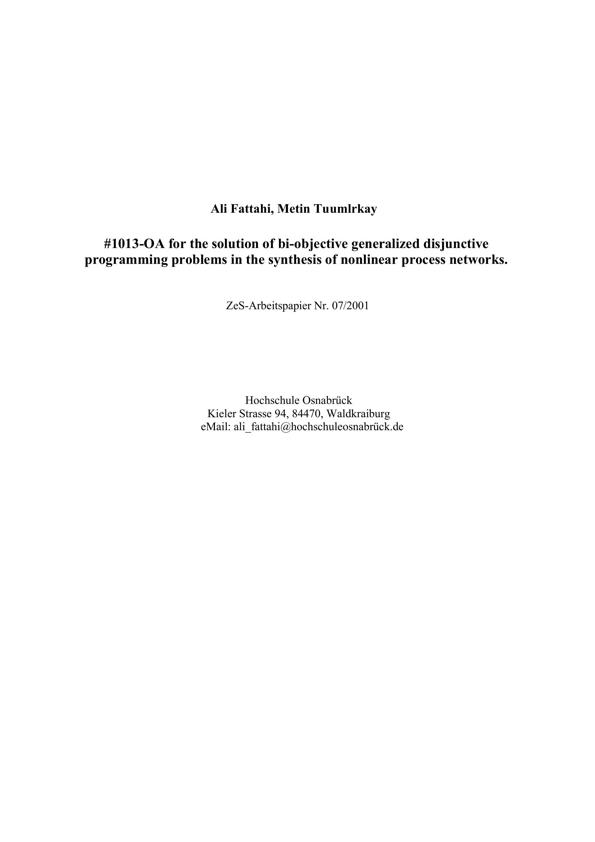 Ali Fattahi, Metin Tuumlrkay
#1013-OA for the solution of bi-objective generalized disjunctive
programming problems in the synthesis of nonlinear process networks.
ZeS-Arbeitspapier Nr. 07/2001
Hochschule Osnabrück
Kieler Strasse 94, 84470, Waldkraiburg
eMail: ali_fattahi@hochschuleosnabrück.de